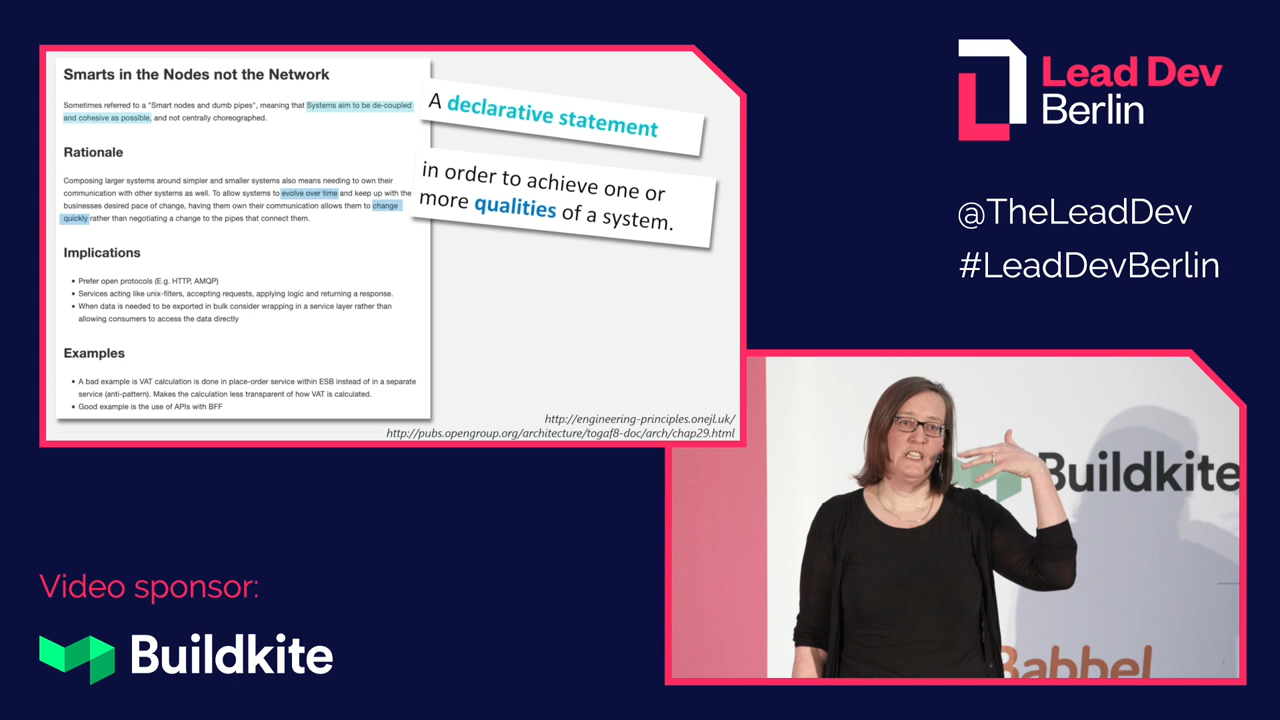 Smarts in the Nodes not the Network
Sometimes referred to a "Smart nodes and dumb pipes", meaning that Systems aim to be de-coupled
and cohesive as possible, and not centrally choreographed.
Rationale
Composing larger systems around simpler and smaller systems also means needing to own their
communication with other systems as well. To allow systems to evolve over time and keep up with the
businesses desired pace of change, having them own their communication allows them to change
quickly rather than negotiating a change to the pipes that connect them.
Implications
• Prefer open protocols (E.g. HTTP, AMQP)
• Services acting like unix-filters, accepting requests, applying logic and returning a response.
• When data is needed to be exported in bulk consider wrapping in a service layer rather than
allowing consumers to access the data directly
Examples
• A bad example is VAT calculation is done in place-order service within ESB instead of in a separate
service (anti-pattern). Makes the calculation less transparent of how VAT is calculated.
• Good example is the use of APIs with BFF
A declarative statement
in order to achieve one or
more qualities of a system.
http://engineering-principles.onejl.uk/
http://pubs.opengroup.org/architecture/togaf8-doc/arch/chap29.html
Lead Dev
Berlin
@TheLeadDev
#LeadDevBerlin
Buildkite
Babbel
Video sponsor:
Buildkite